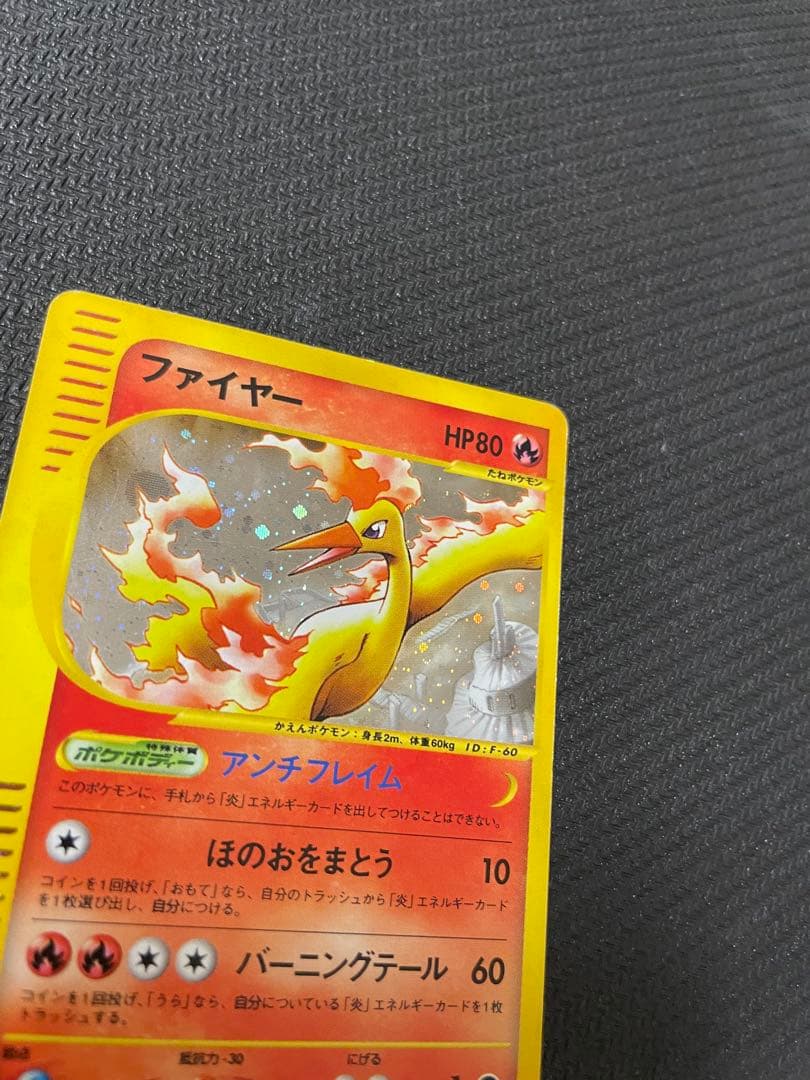 ファイヤー
HP80
たねポケモン
かえんポケモン:身長2m、体重60kg ID:F-60
特殊体質
ポケボディー アンチフレイム
このポケモンに、手札から「炎」エネルギーカードを出してつけることはできない。
ほのおをまとう 10
コインを1回投げ、「おもて」なら、自分のトラッシュから「炎」エネルギーカード
を1枚選び出し、自分につける。
バーニングテール 60
コインを1回投げ、「うら」なら、自分についている「炎」エネルギーカードを1枚
トラッシュする。
弱点 抵抗力-30 にげる